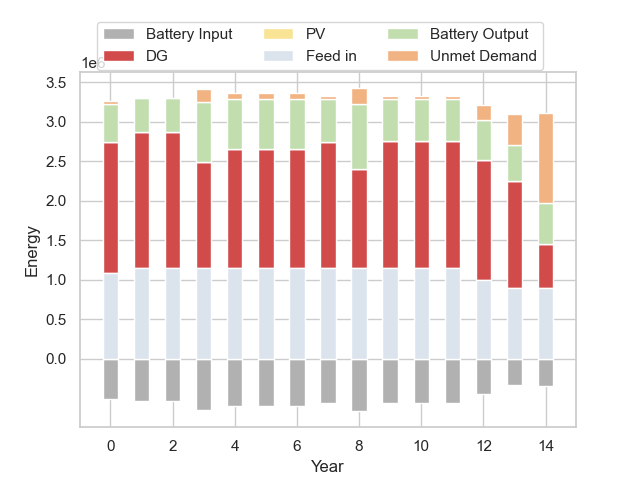 Battery Input PV Battery Output
DG Feed in Unmet Demand
1e6
3.5
3.0
2.5
2.0
1.5
1.0
0.5
0.0
Energy
0 2 4 6 8 10 12 14
Year